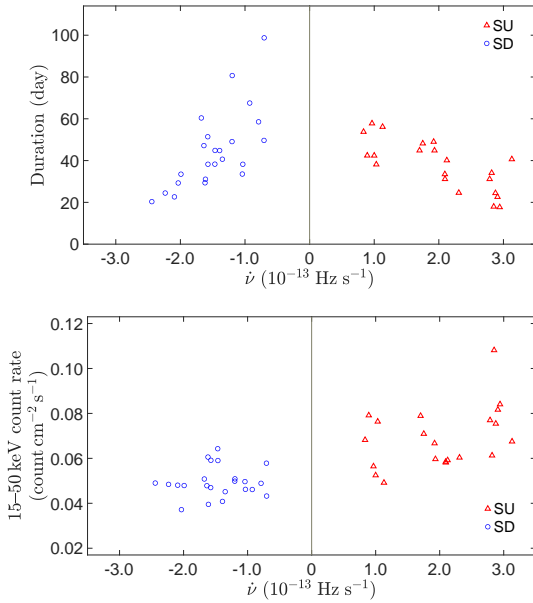 100
80
60
40
20
0
Duration (day)
SU
SD
-3.0 -2.0 -1.0 0 1.0 2.0 3.0
ν̇ (10⁻¹³ Hz s⁻¹)
0.12
0.10
0.08
0.06
0.04
0.02
15–50 keV count rate
(count cm⁻² s⁻¹)
SU
SD
-3.0 -2.0 -1.0 0 1.0 2.0 3.0
ν̇ (10⁻¹³ Hz s⁻¹)